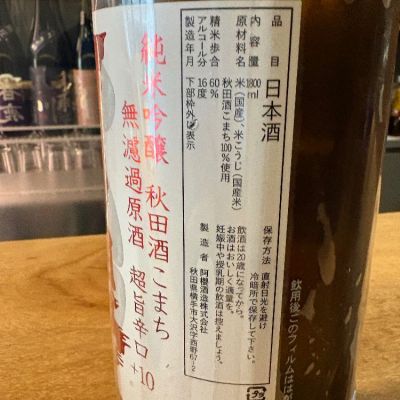 純米吟醸 秋田酒こまち
無濾過原酒 超旨辛口 +10
品目 日本酒
内容量 1800ml
原材料名 米(国産)、米こうじ(国産米)
秋田酒こまち100%使用
精米歩合 60%
アルコール分 16度
製造年月 下部枠外に表示
保存方法 直射日光を避け
冷暗所で保存して下さい。
飲酒は20歳になってから。
お酒はおいしく適量を。
妊娠中や授乳期の飲酒は控えましょう。
製造者 阿櫻酒造株式会社
秋田県横手市大沢字西野67-2
飲用後このフィルムは